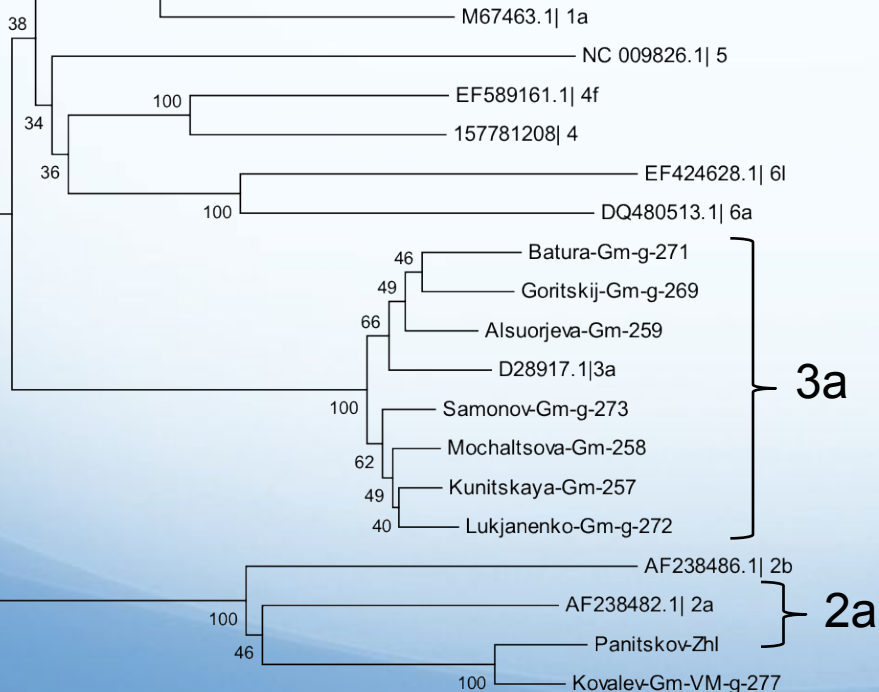 38
M67463.1| 1a
NC 009826.1| 5
100
EF589161.1| 4f
34
157781208| 4
36
EF424628.1| 6l
100
DQ480513.1| 6a
46
Batura-Gm-g-271
49
Goritskij-Gm-g-269
66
Alsuorjeva-Gm-259
D28917.1|3a
3a
100
Samonov-Gm-g-273
62
Mochaltsova-Gm-258
49
Kunitskaya-Gm-257
40
Lukjanenko-Gm-g-272
AF238486.1| 2b
100
AF238482.1| 2a
2a
46
Panitskov-Zhl
100
Kovalev-Gm-VM-g-277